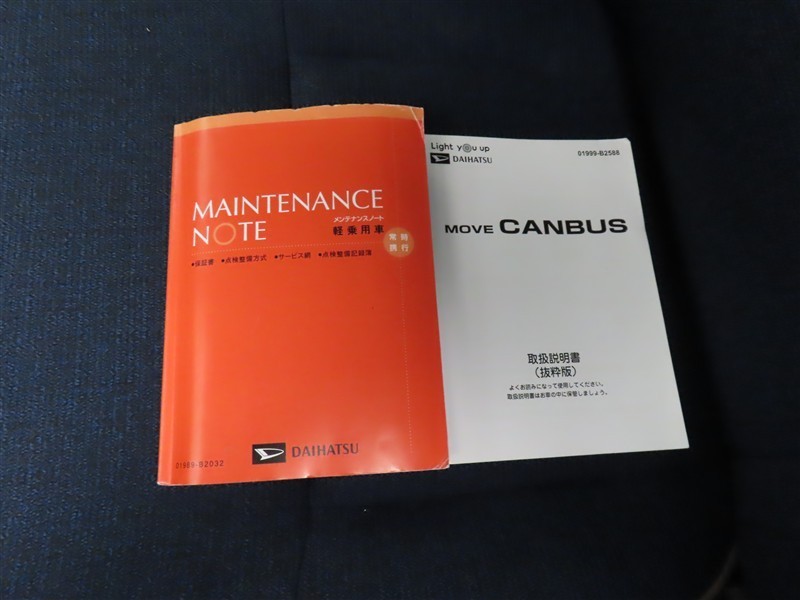 MAINTENANCE
NOTE
メンテナンスノート
軽乗用車
常時
携行
●保証書 ●点検整備方式 ●サービス網 ●点検整備記録簿
DAIHATSU
01989-B2032
Light you up
DAIHATSU
01999-B2588
MOVE CANBUS
取扱説明書
（抜粋版）
よくお読みになって使用してください。
取扱説明書はお車の中に保管しましょう。